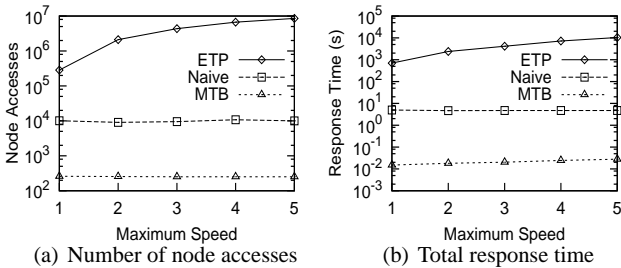 10^7
10^6
10^5
10^4
10^3
10^2
Node Accesses
ETP
Naive
MTB
1 2 3 4 5
Maximum Speed
(a) Number of node accesses
10^5
10^4
10^3
10^2
10^1
10^0
10^-1
10^-2
10^-3
Response Time (s)
ETP
Naive
MTB
1 2 3 4 5
Maximum Speed
(b) Total response time